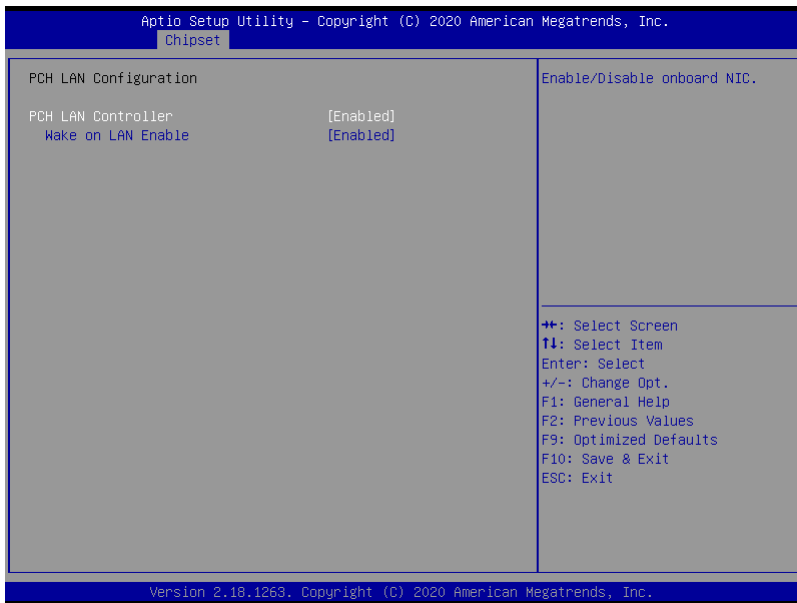 Aptio Setup Utility – Copyright (C) 2020 American Megatrends, Inc.
Chipset
PCH LAN Configuration
PCH LAN Controller [Enabled]
Wake on LAN Enable [Enabled]
Enable/Disable onboard NIC.
→←: Select Screen
↑↓: Select Item
Enter: Select
+/-: Change Opt.
F1: General Help
F2: Previous Values
F9: Optimized Defaults
F10: Save & Exit
ESC: Exit
Version 2.18.1263. Copyright (C) 2020 American Megatrends, Inc.